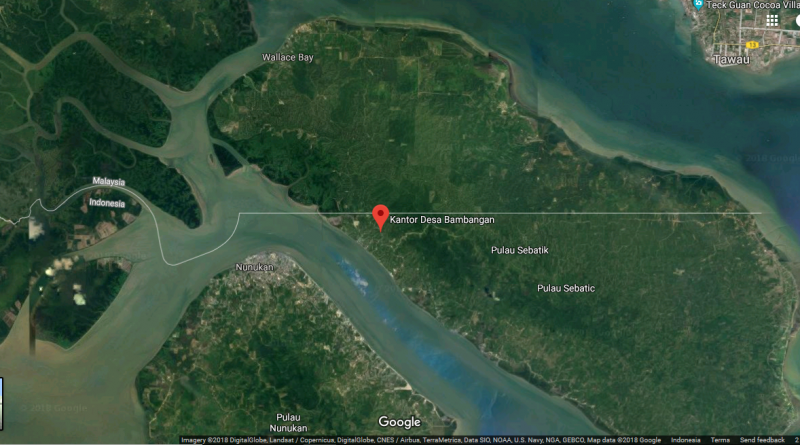 Teck Guan Cocoa Villa
13
Tawau
Wallace Bay
Malaysia
Indonesia
Kantor Desa Bambangan
Pulau Sebatik
Nunukan
Pulau Sebatic
Pulau
Nunukan
Google
Imagery ©2018 DigitalGlobe, Landsat / Copernicus, DigitalGlobe, CNES / Airbus, TerraMetrics, Data SIO, NOAA, U.S. Navy, NGA, GEBCO, Map data ©2018 Google Indonesia Terms Send feedback